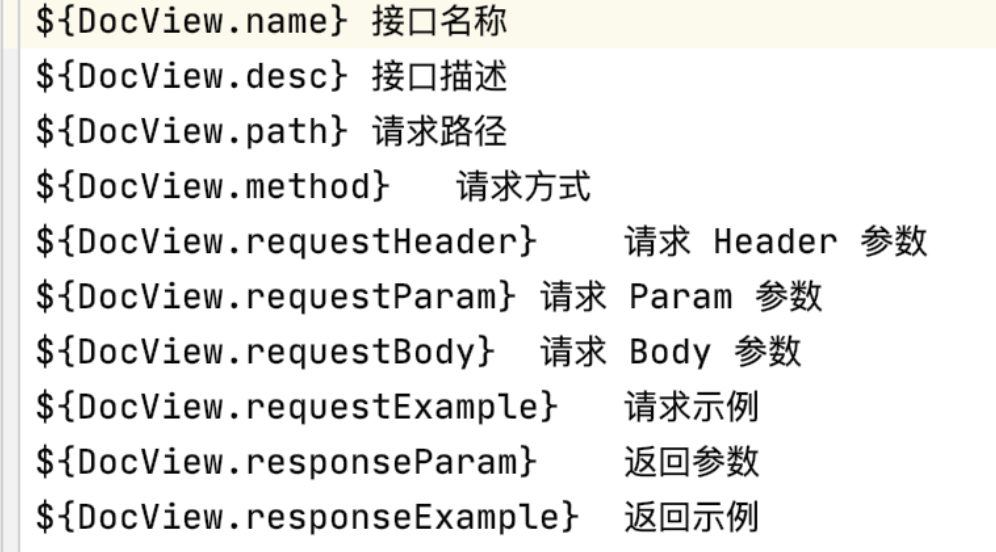 ${DocView.name} 接口名称
${DocView.desc} 接口描述
${DocView.path} 请求路径
${DocView.method}   请求方式
${DocView.requestHeader}    请求 Header 参数
${DocView.requestParam} 请求 Param 参数
${DocView.requestBody}  请求 Body 参数
${DocView.requestExample}   请求示例
${DocView.responseParam}    返回参数
${DocView.responseExample}  返回示例